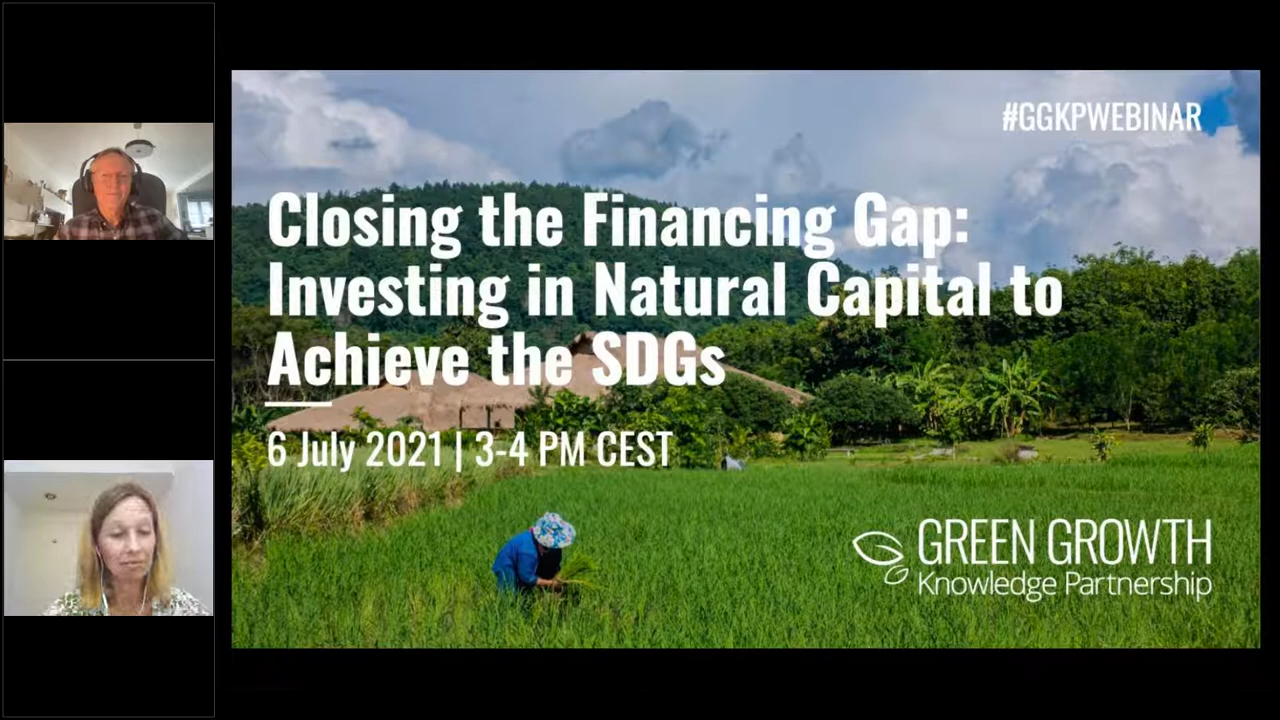 #GGKPWEBINAR
Closing the Financing Gap:
Investing in Natural Capital to
Achieve the SDGs
6 July 2021 | 3-4 PM CEST
GREEN GROWTH
Knowledge Partnership